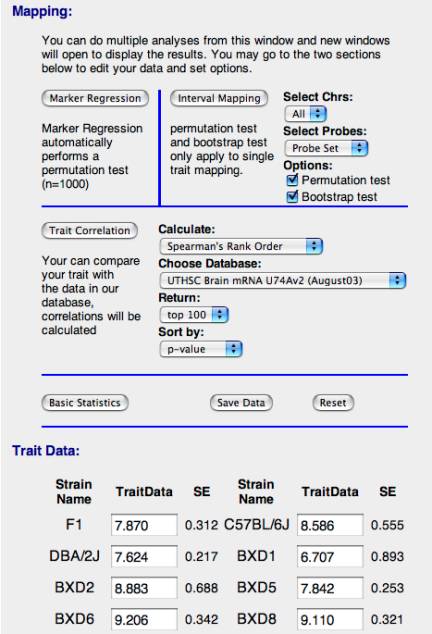 Mapping:
You can do multiple analyses from this window and new windows
will open to display the results. You may go to the two sections
below to edit your data and set options.
Marker Regression
Marker Regression
automatically
performs a
permutation test
(n=1000)
Interval Mapping
permutation test
and bootstrap test
only apply to single
trait mapping.
Select Chrs:
All
Select Probes:
Probe Set
Options:
Permutation test
Bootstrap test
Trait Correlation
Your can compare
your trait with
the data in our
database,
correlations will be
calculated
Calculate:
Spearman's Rank Order
Choose Database:
UTHSC Brain mRNA U74Av2 (August03)
Return:
top 100
Sort by:
p-value
Basic Statistics Save Data Reset
Trait Data:
Strain Name TraitData SE Strain Name TraitData SE
F1 7.870 0.312 C57BL/6J 8.586 0.555
DBA/2J 7.624 0.217 BXD1 6.707 0.893
BXD2 8.883 0.688 BXD5 7.842 0.253
BXD6 9.206 0.342 BXD8 9.110 0.321